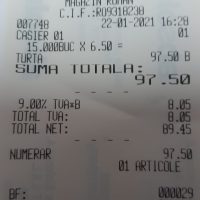 MAGAZIN ROMAN
C.I.F.:RO9318238
007748 22-01-2021 16:28
CASIER 01 01
15.000BUC X 6.50 =
TURTA 97.50 B
SUMA TOTALA:
97.50
- - - -
9.00% TVA*B 8.05
TOTAL TVA: 8.05
TOTAL NET: 89.45
- - - -
NUMERAR 97.50
01 ARTICOLE
BF: 000029